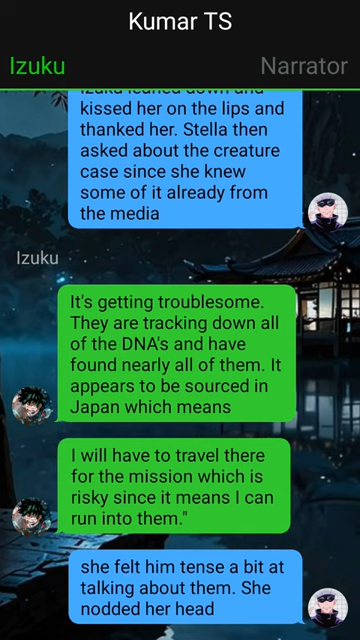 Kumar TS
Izuku
Narrator
Izuku leaned down and
kissed her on the lips and
thanked her. Stella then
asked about the creature
case since she knew
some of it already from
the media
Izuku
It's getting troublesome.
They are tracking down all
of the DNA's and have
found nearly all of them. It
appears to be sourced in
Japan which means
I will have to travel there
for the mission which is
risky since it means I can
run into them."
she felt him tense a bit at
talking about them. She
nodded her head